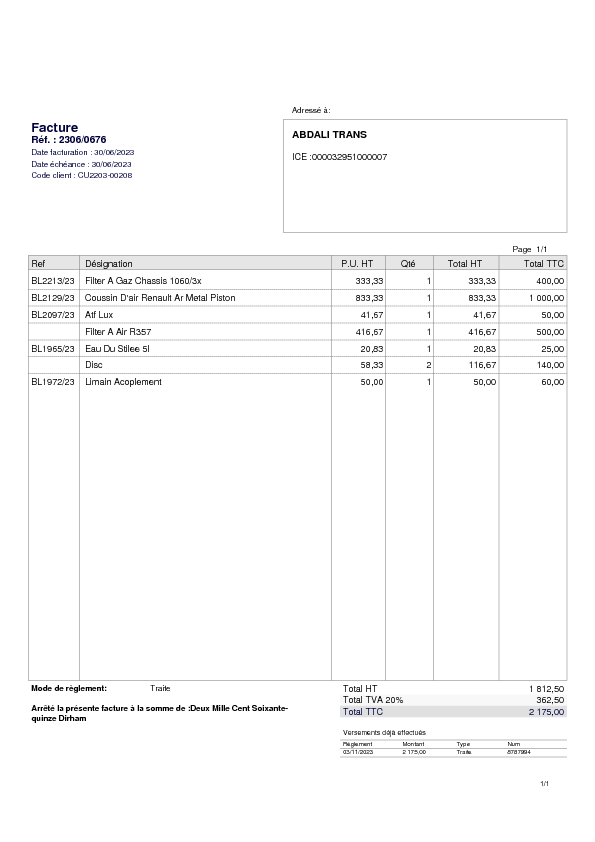 Adressé à:
Facture
Réf. : 2306/0676
Date facturation : 30/06/2023
Date échéance : 30/06/2023
Code client : CU2203-00208
ABDALI TRANS
ICE :000032951000007
Page 1/1
Ref Désignation P.U. HT Qté Total HT Total TTC
BL2213/23 Filter A Gaz Chassis 1060/3x 333,33 1 333,33 400,00
BL2129/23 Coussin D'air Renault Ar Metal Piston 833,33 1 833,33 1 000,00
BL2097/23 Atf Lux 41,67 1 41,67 50,00
Filter A Air R357 416,67 1 416,67 500,00
BL1965/23 Eau Du Stilee 5l 20,83 1 20,83 25,00
Disc 58,33 2 116,67 140,00
BL1972/23 Limain Acoplement 50,00 1 50,00 60,00
Mode de règlement: Traite
Arrêté la présente facture à la somme de :Deux Mille Cent Soixante-
quinze Dirham
Total HT 1 812,50
Total TVA 20% 362,50
Total TTC 2 175,00
Versements déjà effectués
Règlement Montant Type Num
03/11/2023 2 175,00 Traite 8787994
1/1